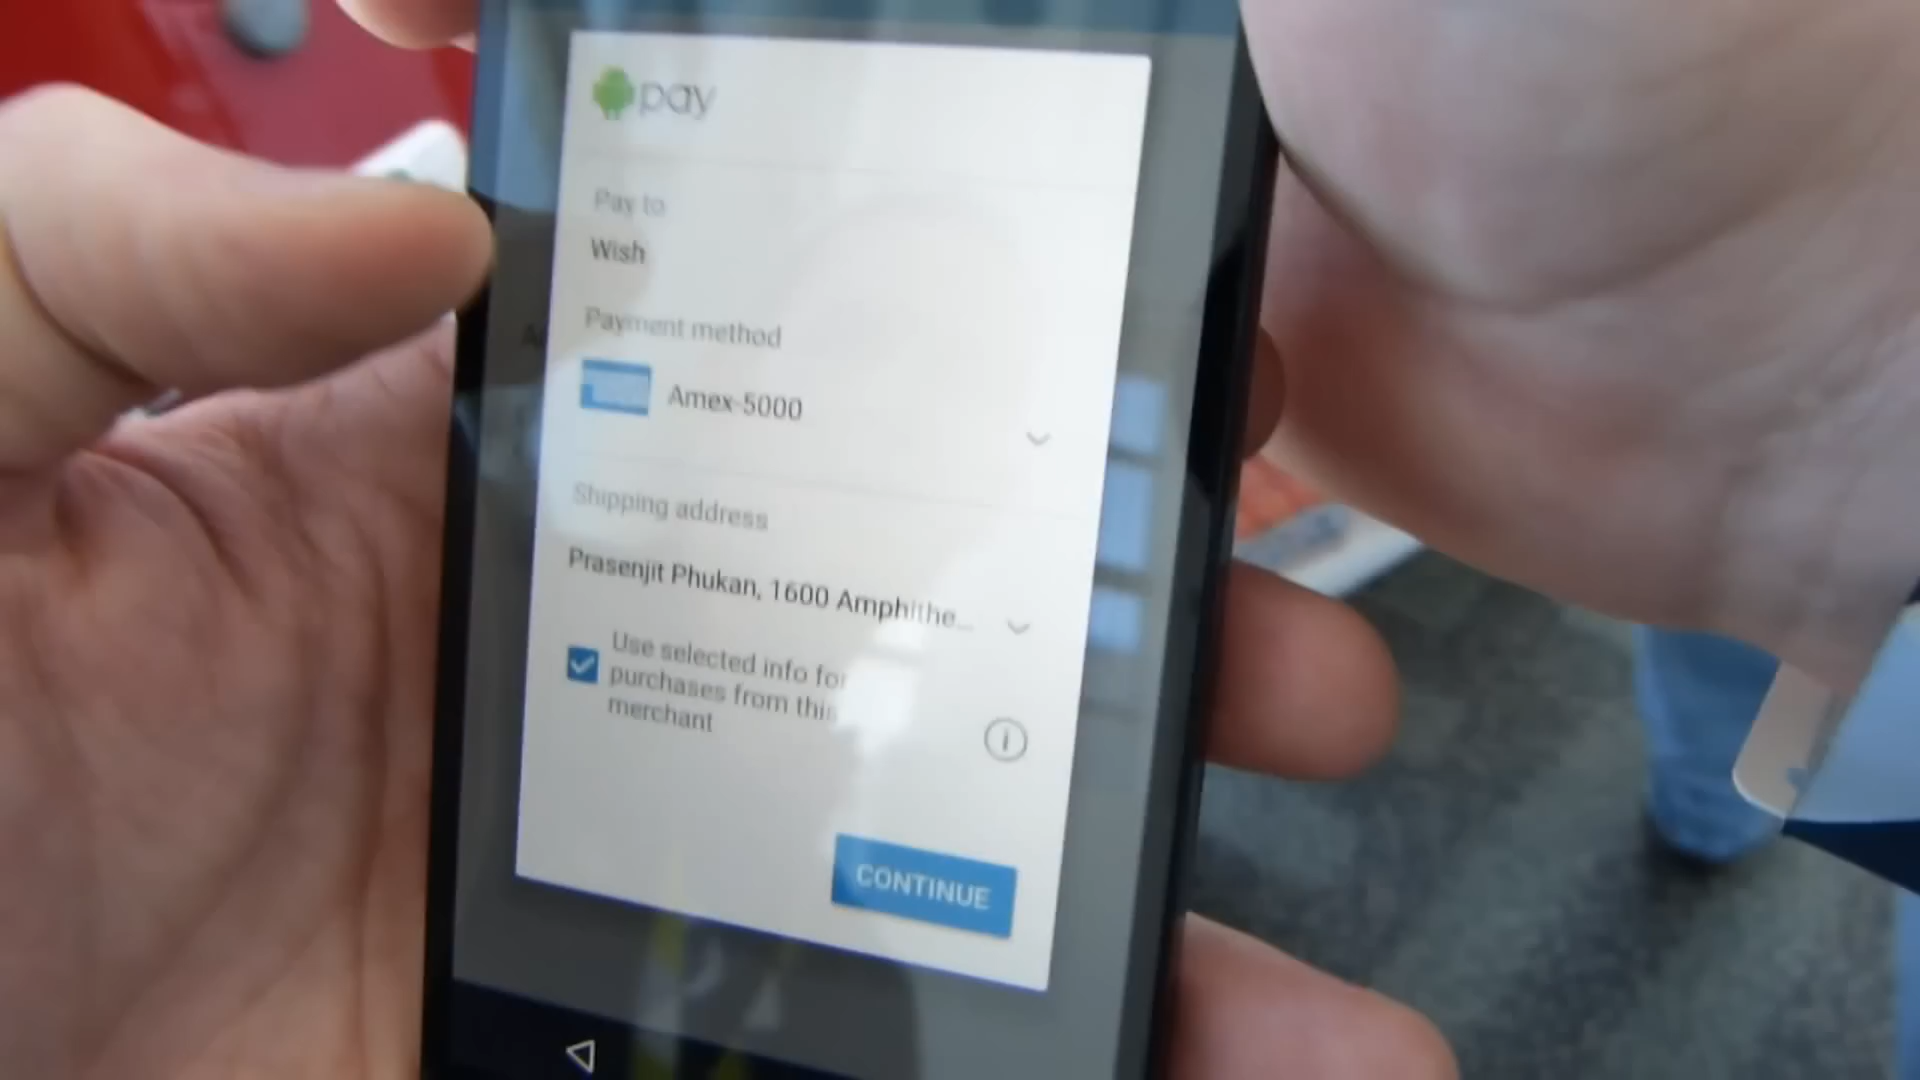 pay
Pay to
Wish
Payment method
Amex-5000
Shipping address
Prasenjit Phukan, 1600 Amphithe...
Use selected info for
purchases from this
merchant
CONTINUE